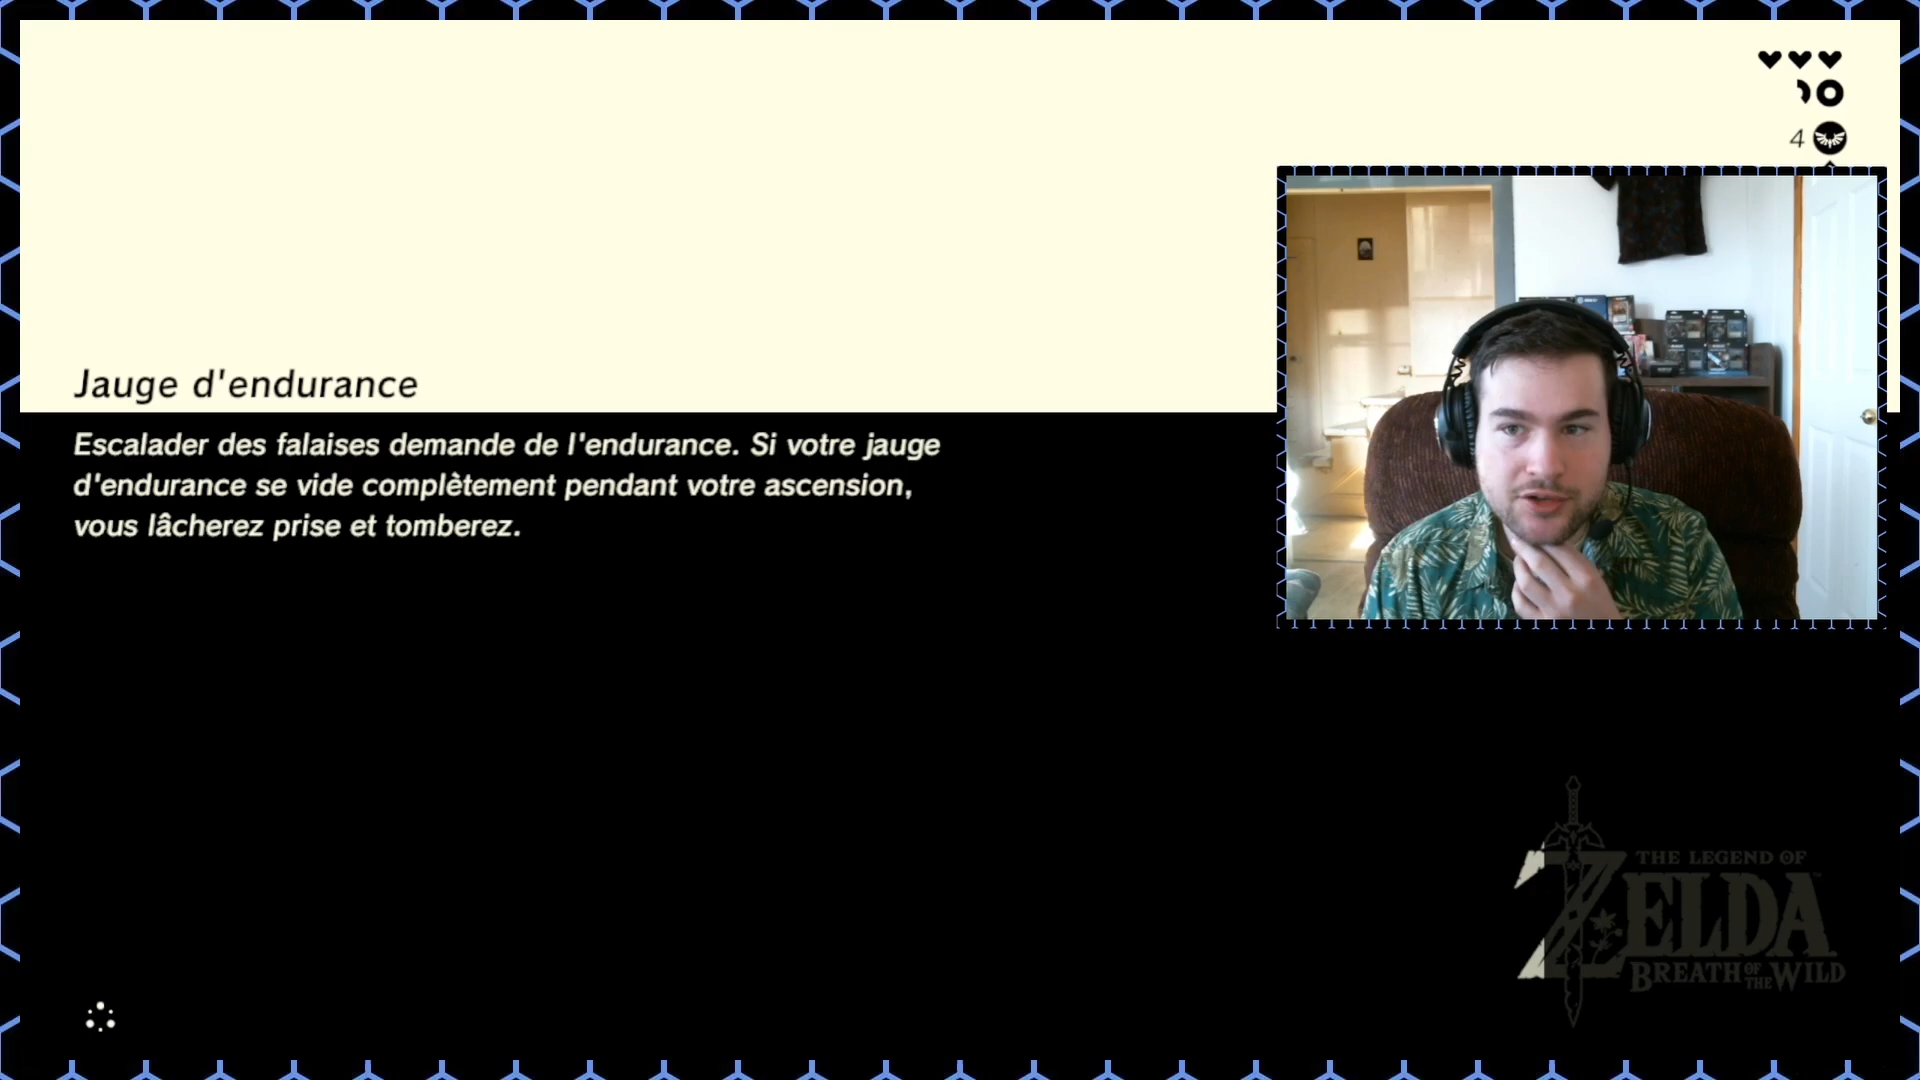 4
Jauge d'endurance
Escalader des falaises demande de l'endurance. Si votre jauge
d'endurance se vide complètement pendant votre ascension,
vous lâcherez prise et tomberez.
THE LEGEND OF
ZELDA
BREATH OF THE WILD